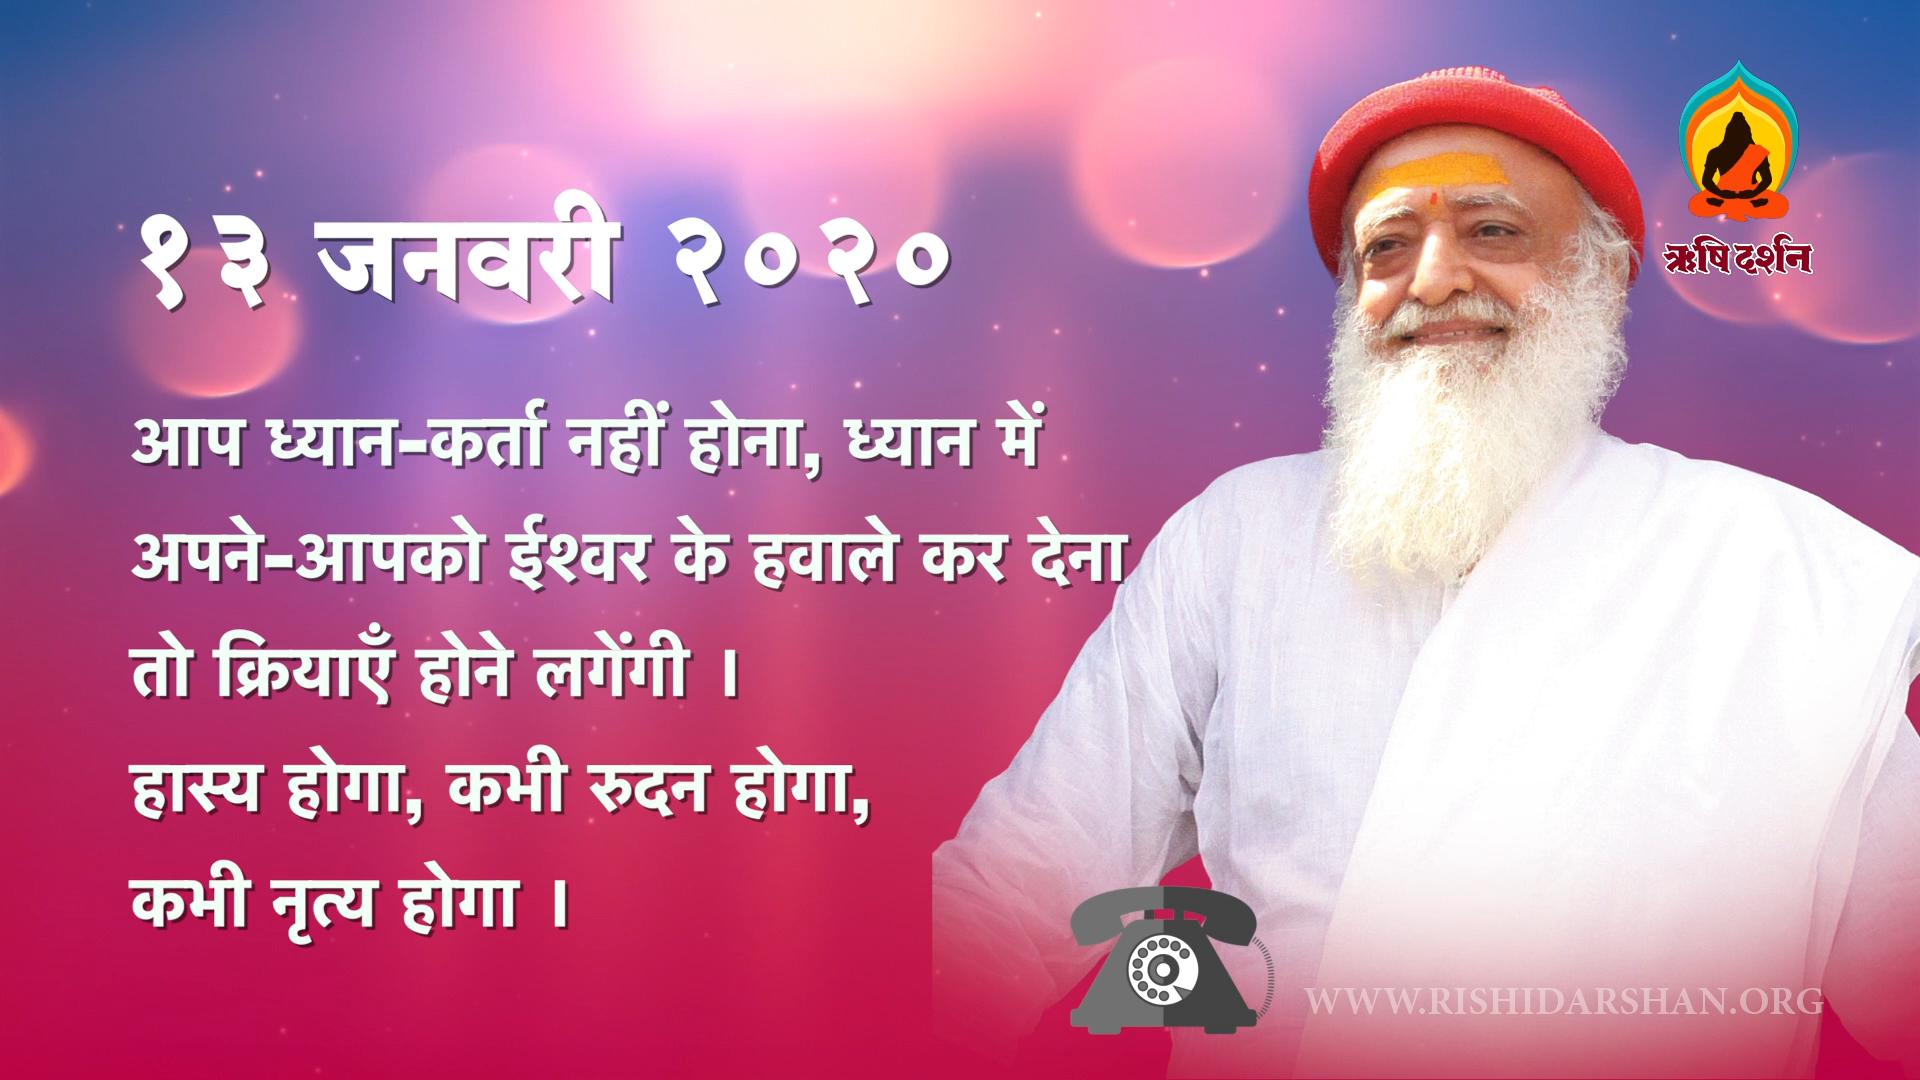 १३ जनवरी २०२०
ऋषि दर्शन
आप ध्यान-कर्ता नहीं होना, ध्यान में
अपने-आपको ईश्वर के हवाले कर देना
तो क्रियाएँ होने लगेंगी ।
हास्य होगा, कभी रुदन होगा,
कभी नृत्य होगा ।
WWW.RISHIDARSHAN.ORG